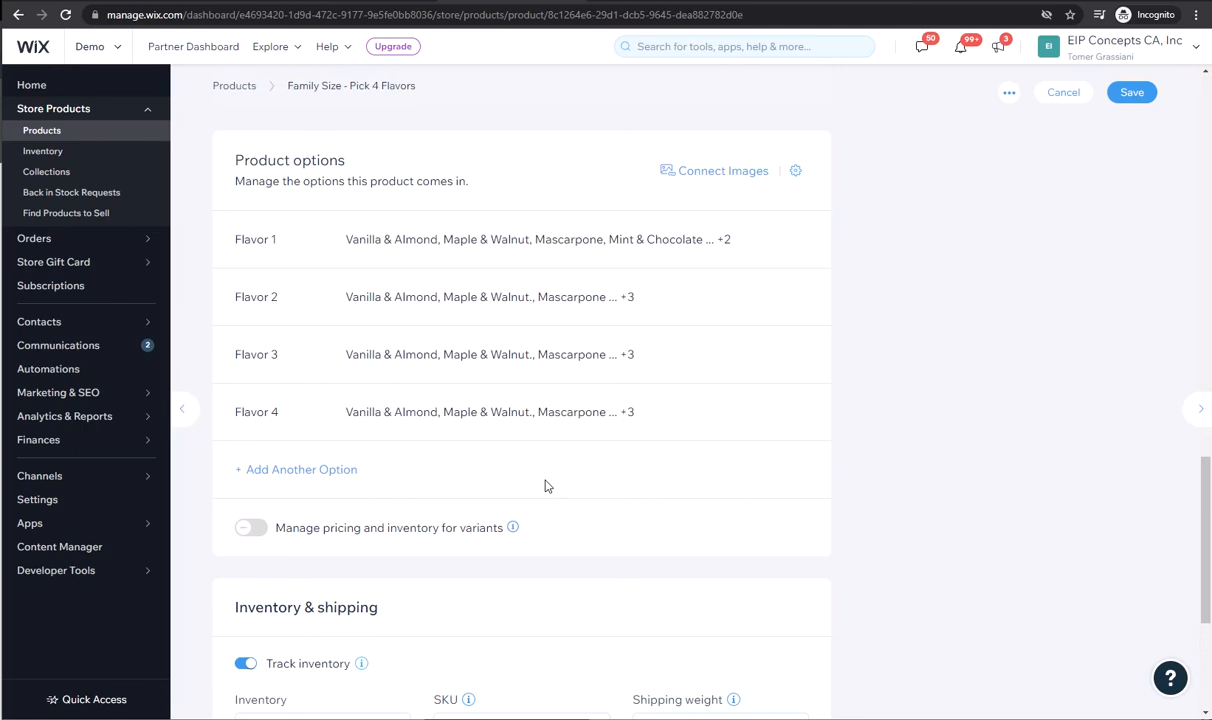 manage.wix.com/dashboard/e4693420-1d9d-472c-9177-9e5fe0bb8036/store/products/product/8c1264e6-29d1-dcb5-9645-dea882782d0e
Incognito
WiX
Demo
Partner Dashboard
Explore
Help
Upgrade
Search for tools, apps, help & more...
50
99+
3
EI
EIP Concepts CA, Inc
Tomer Grassiani
Home
Store Products
Products
Inventory
Collections
Back in Stock Requests
Find Products to Sell
Orders
Store Gift Card
Subscriptions
Contacts
Communications
2
Automations
Marketing & SEO
Analytics & Reports
Finances
Channels
Settings
Apps
Content Manager
Developer Tools
Quick Access
Products > Family Size - Pick 4 Flavors
Cancel
Save
Product options
Manage the options this product comes in.
Connect Images
Flavor 1 Vanilla & Almond, Maple & Walnut, Mascarpone, Mint & Chocolate ... +2
Flavor 2 Vanilla & Almond, Maple & Walnut., Mascarpone ... +3
Flavor 3 Vanilla & Almond, Maple & Walnut., Mascarpone ... +3
Flavor 4 Vanilla & Almond, Maple & Walnut., Mascarpone ... +3
+ Add Another Option
Manage pricing and inventory for variants
Inventory & shipping
Track inventory
Inventory
SKU
Shipping weight
?